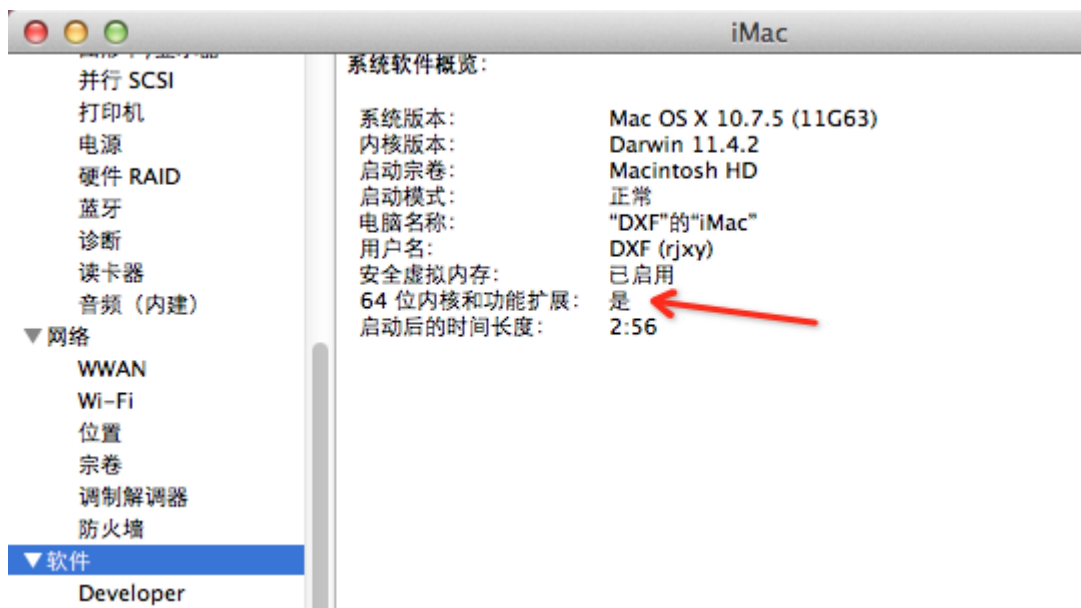 iMac
并行 SCSI
打印机
电源
硬件 RAID
蓝牙
诊断
读卡器
音频（内建）
网络
WWAN
Wi-Fi
位置
宗卷
调制解调器
防火墙
软件
Developer
系统软件概览：
系统版本： Mac OS X 10.7.5 (11G63)
内核版本： Darwin 11.4.2
启动宗卷： Macintosh HD
启动模式： 正常
电脑名称： “DXF”的“iMac”
用户名： DXF (rjxy)
安全虚拟内存： 已启用
64 位内核和功能扩展： 是
启动后的时间长度： 2:56